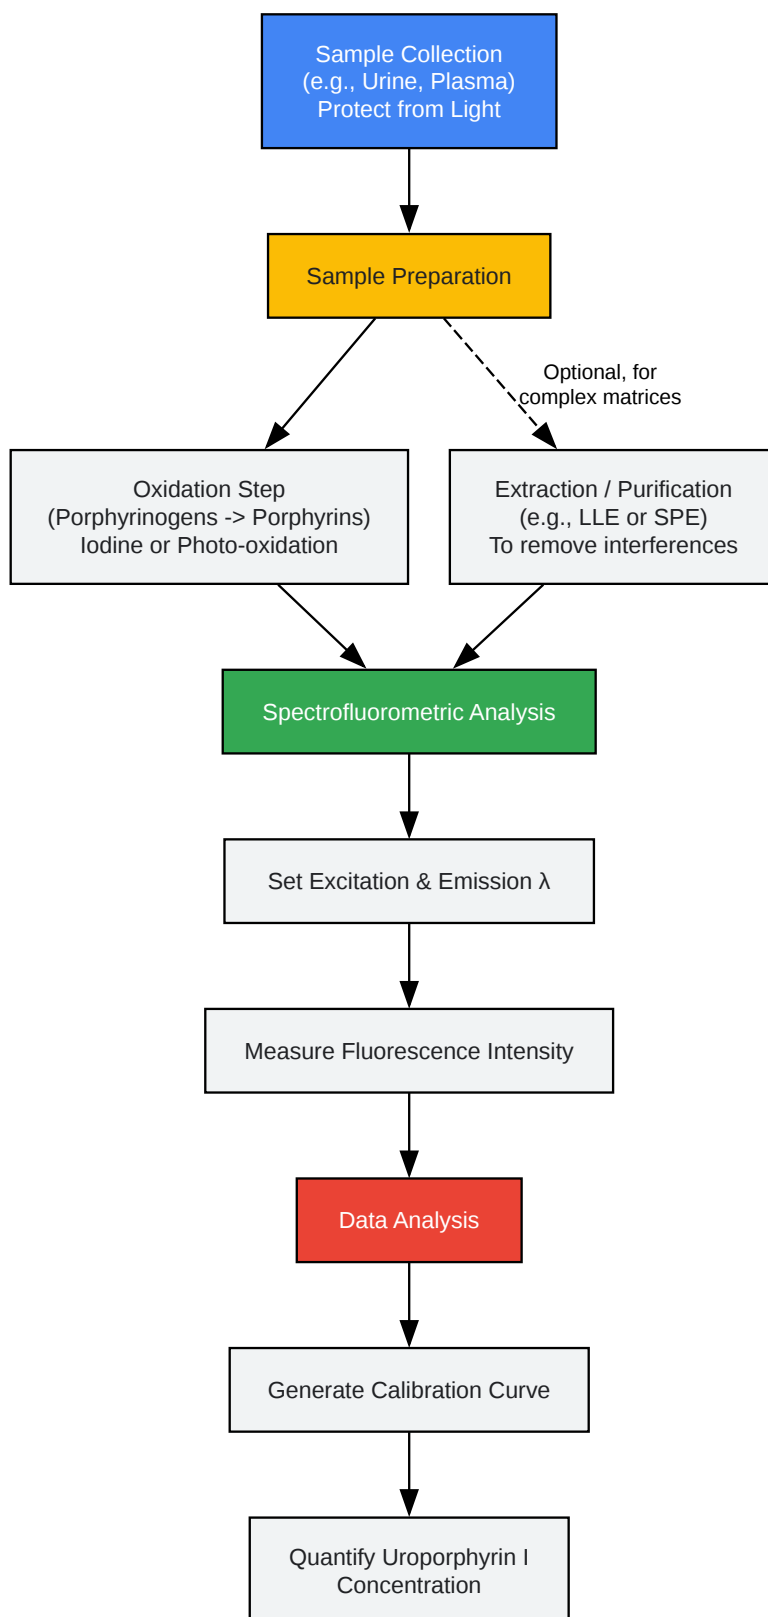 Sample Collection
(e.g., Urine, Plasma)
Protect from Light
Sample Preparation
Optional, for
complex matrices
Oxidation Step
(Porphyrinogens -> Porphyrins)
Iodine or Photo-oxidation
Extraction / Purification
(e.g., LLE or SPE)
To remove interferences
Spectrofluorometric Analysis
Set Excitation & Emission λ
Measure Fluorescence Intensity
Data Analysis
Generate Calibration Curve
Quantify Uroporphyrin I
Concentration